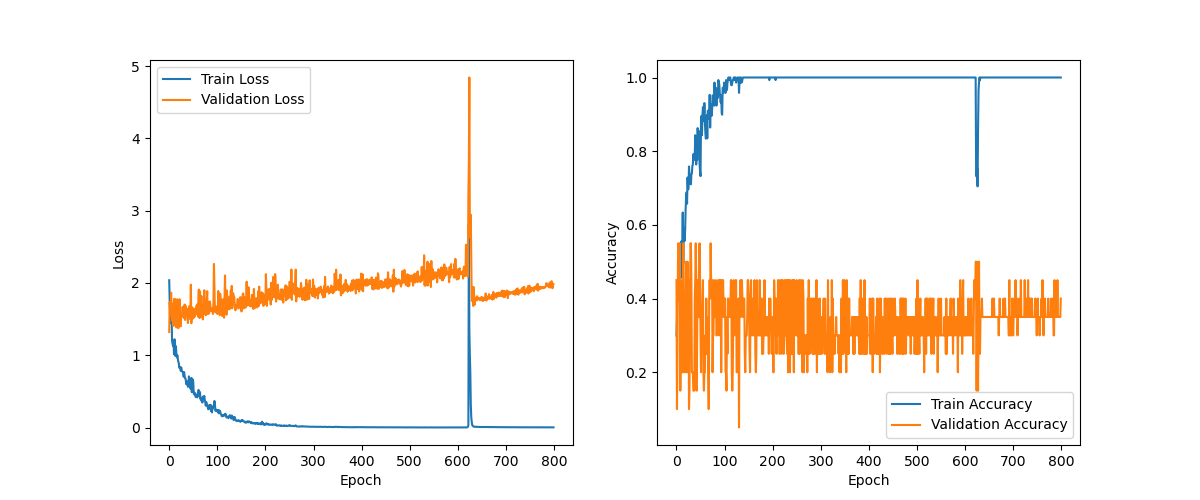 Train Loss
Validation Loss
5
4
3
2
1
0
Loss
0 100 200 300 400 500 600 700 800
Epoch
1.0
0.8
0.6
0.4
0.2
Accuracy
Train Accuracy
Validation Accuracy
0 100 200 300 400 500 600 700 800
Epoch